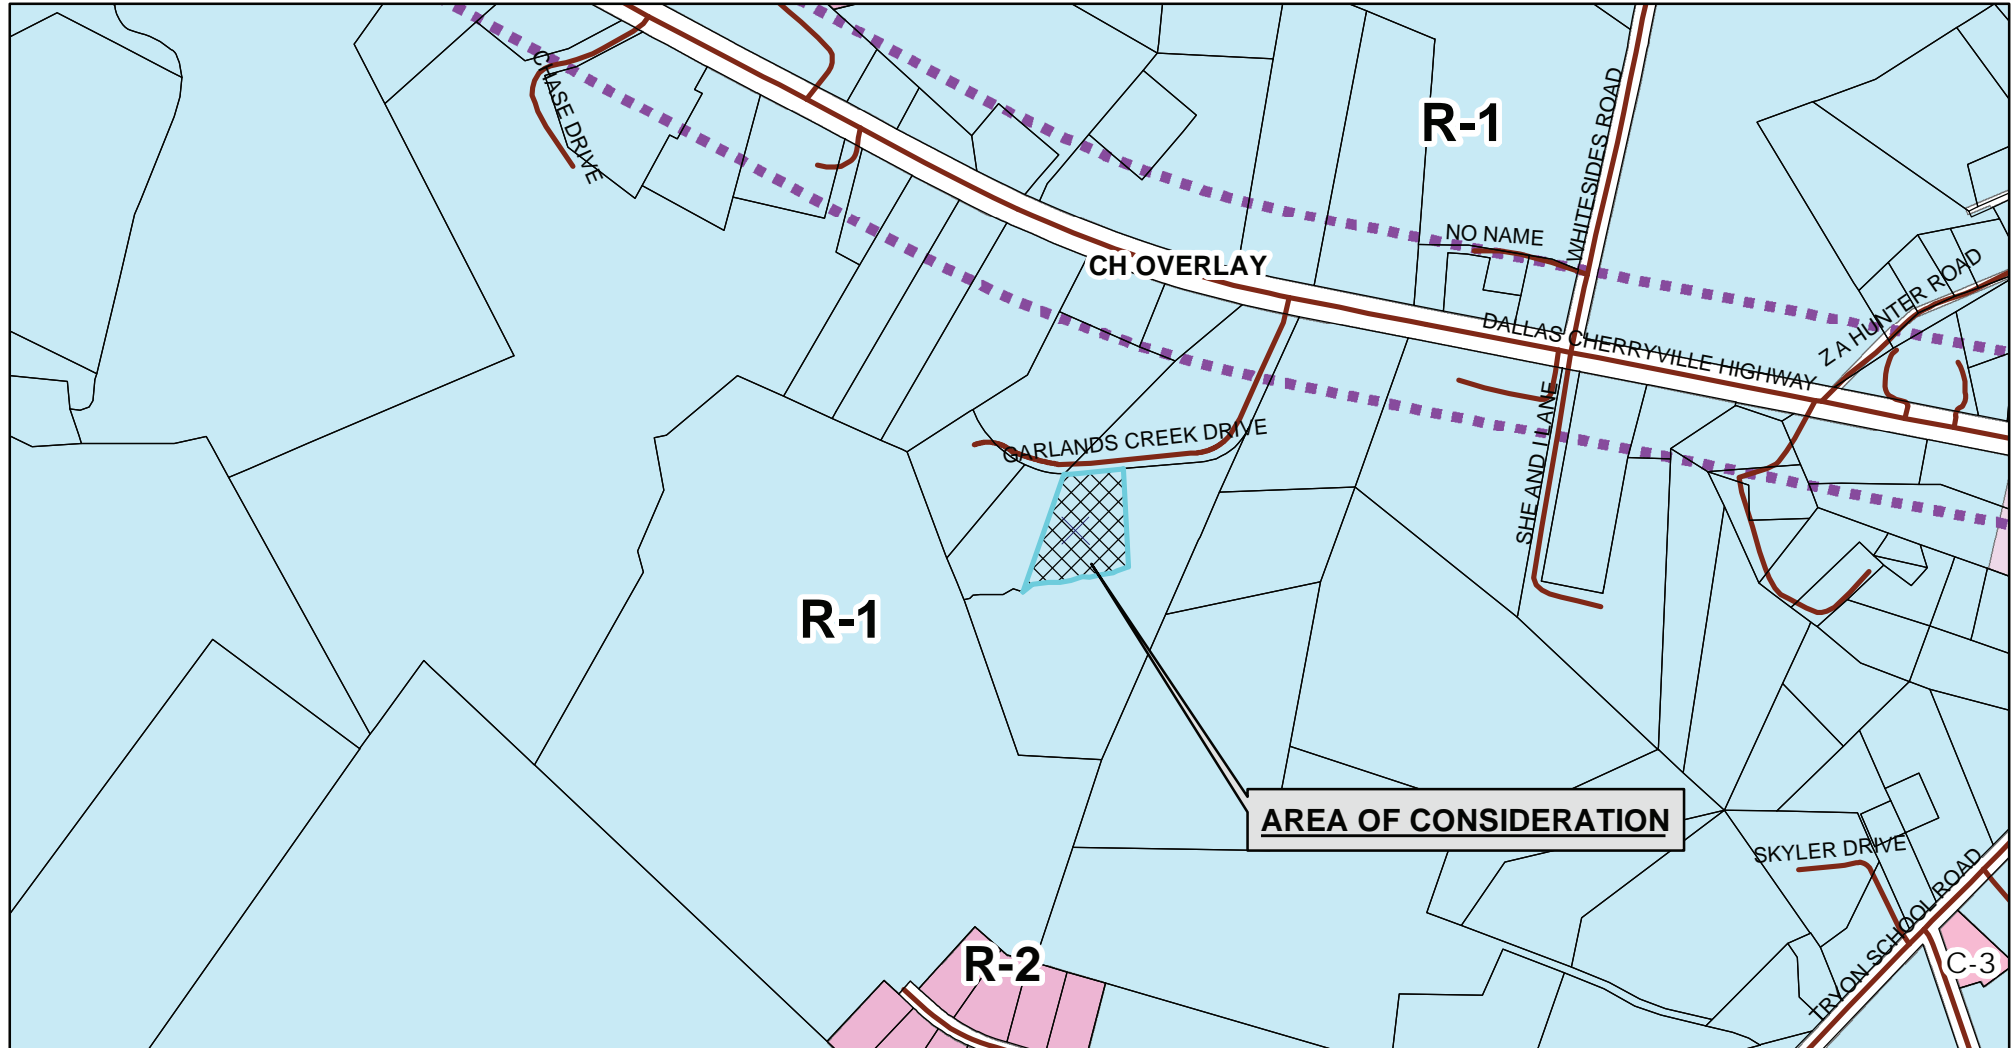 CHASE DRIVE
R-1
WHITESIDES ROAD
NO NAME
CH OVERLAY
Z A HUNTER ROAD
DALLAS CHERRYVILLE HIGHWAY
GARLANDS CREEK DRIVE
SHE AND I LANE
R-1
AREA OF CONSIDERATION
SKYLER DRIVE
TRYON SCHOOL ROAD
R-2
C-3